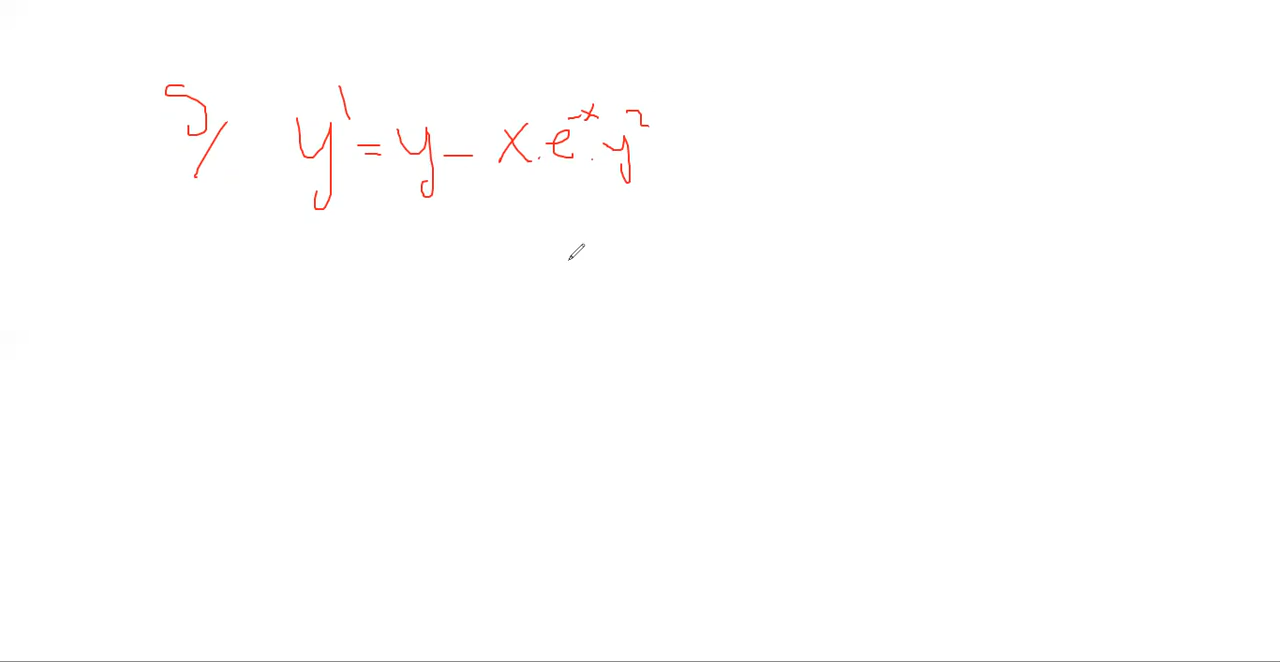 5/ y' = y - x.e^{-x}.y^2